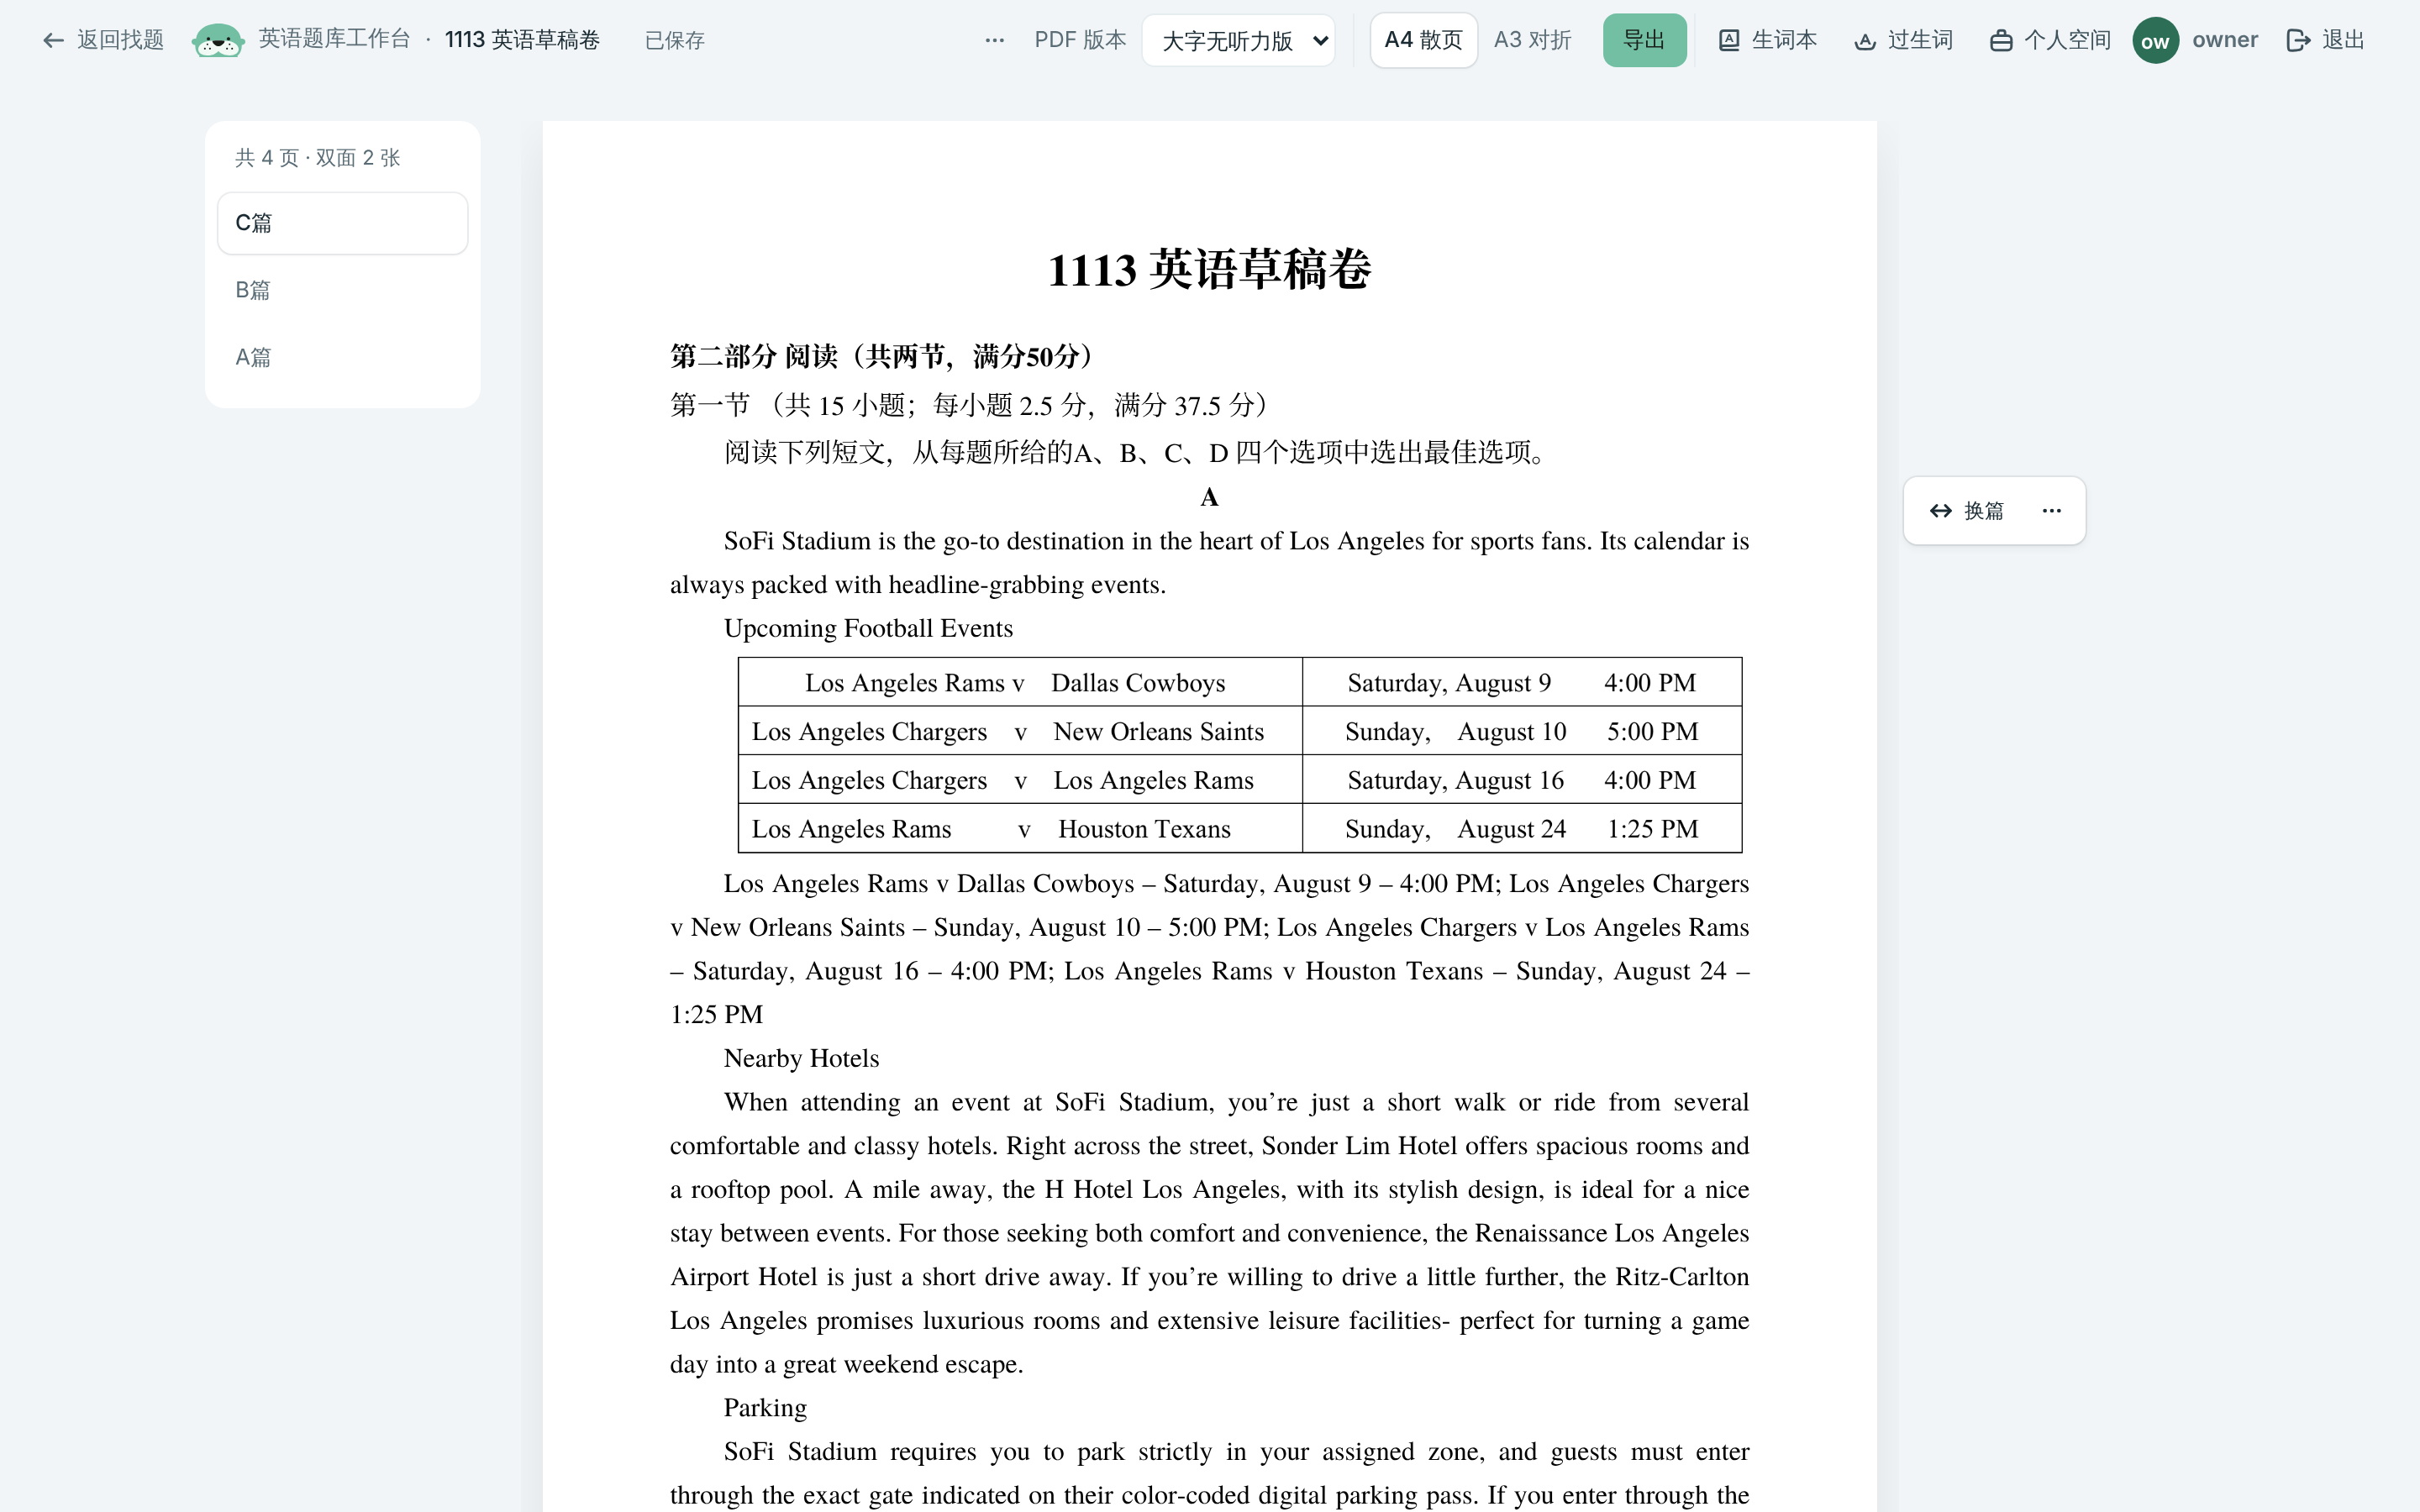 返回找题 英语题库工作台 · 1113 英语草稿卷 已保存 ··· PDF 版本 大字无听力版 A4 散页 A3 对折 导出 生词本 过生词 个人空间 ow owner 退出
共 4 页 · 双面 2 张
C篇
B篇
A篇
1113 英语草稿卷
第二部分 阅读（共两节，满分50分）
第一节 （共 15 小题；每小题 2.5 分，满分 37.5 分）
阅读下列短文，从每题所给的A、B、C、D 四个选项中选出最佳选项。
A
换篇 ···
SoFi Stadium is the go-to destination in the heart of Los Angeles for sports fans. Its calendar is
always packed with headline-grabbing events.
Upcoming Football Events
Los Angeles Rams v Dallas Cowboys Saturday, August 9 4:00 PM
Los Angeles Chargers v New Orleans Saints Sunday, August 10 5:00 PM
Los Angeles Chargers v Los Angeles Rams Saturday, August 16 4:00 PM
Los Angeles Rams v Houston Texans Sunday, August 24 1:25 PM
Los Angeles Rams v Dallas Cowboys – Saturday, August 9 – 4:00 PM; Los Angeles Chargers
v New Orleans Saints – Sunday, August 10 – 5:00 PM; Los Angeles Chargers v Los Angeles Rams
– Saturday, August 16 – 4:00 PM; Los Angeles Rams v Houston Texans – Sunday, August 24 –
1:25 PM
Nearby Hotels
When attending an event at SoFi Stadium, you’re just a short walk or ride from several
comfortable and classy hotels. Right across the street, Sonder Lim Hotel offers spacious rooms and
a rooftop pool. A mile away, the H Hotel Los Angeles, with its stylish design, is ideal for a nice
stay between events. For those seeking both comfort and convenience, the Renaissance Los Angeles
Airport Hotel is just a short drive away. If you’re willing to drive a little further, the Ritz-Carlton
Los Angeles promises luxurious rooms and extensive leisure facilities- perfect for turning a game
day into a great weekend escape.
Parking
SoFi Stadium requires you to park strictly in your assigned zone, and guests must enter
through the exact gate indicated on their color-coded digital parking pass. If you enter through the